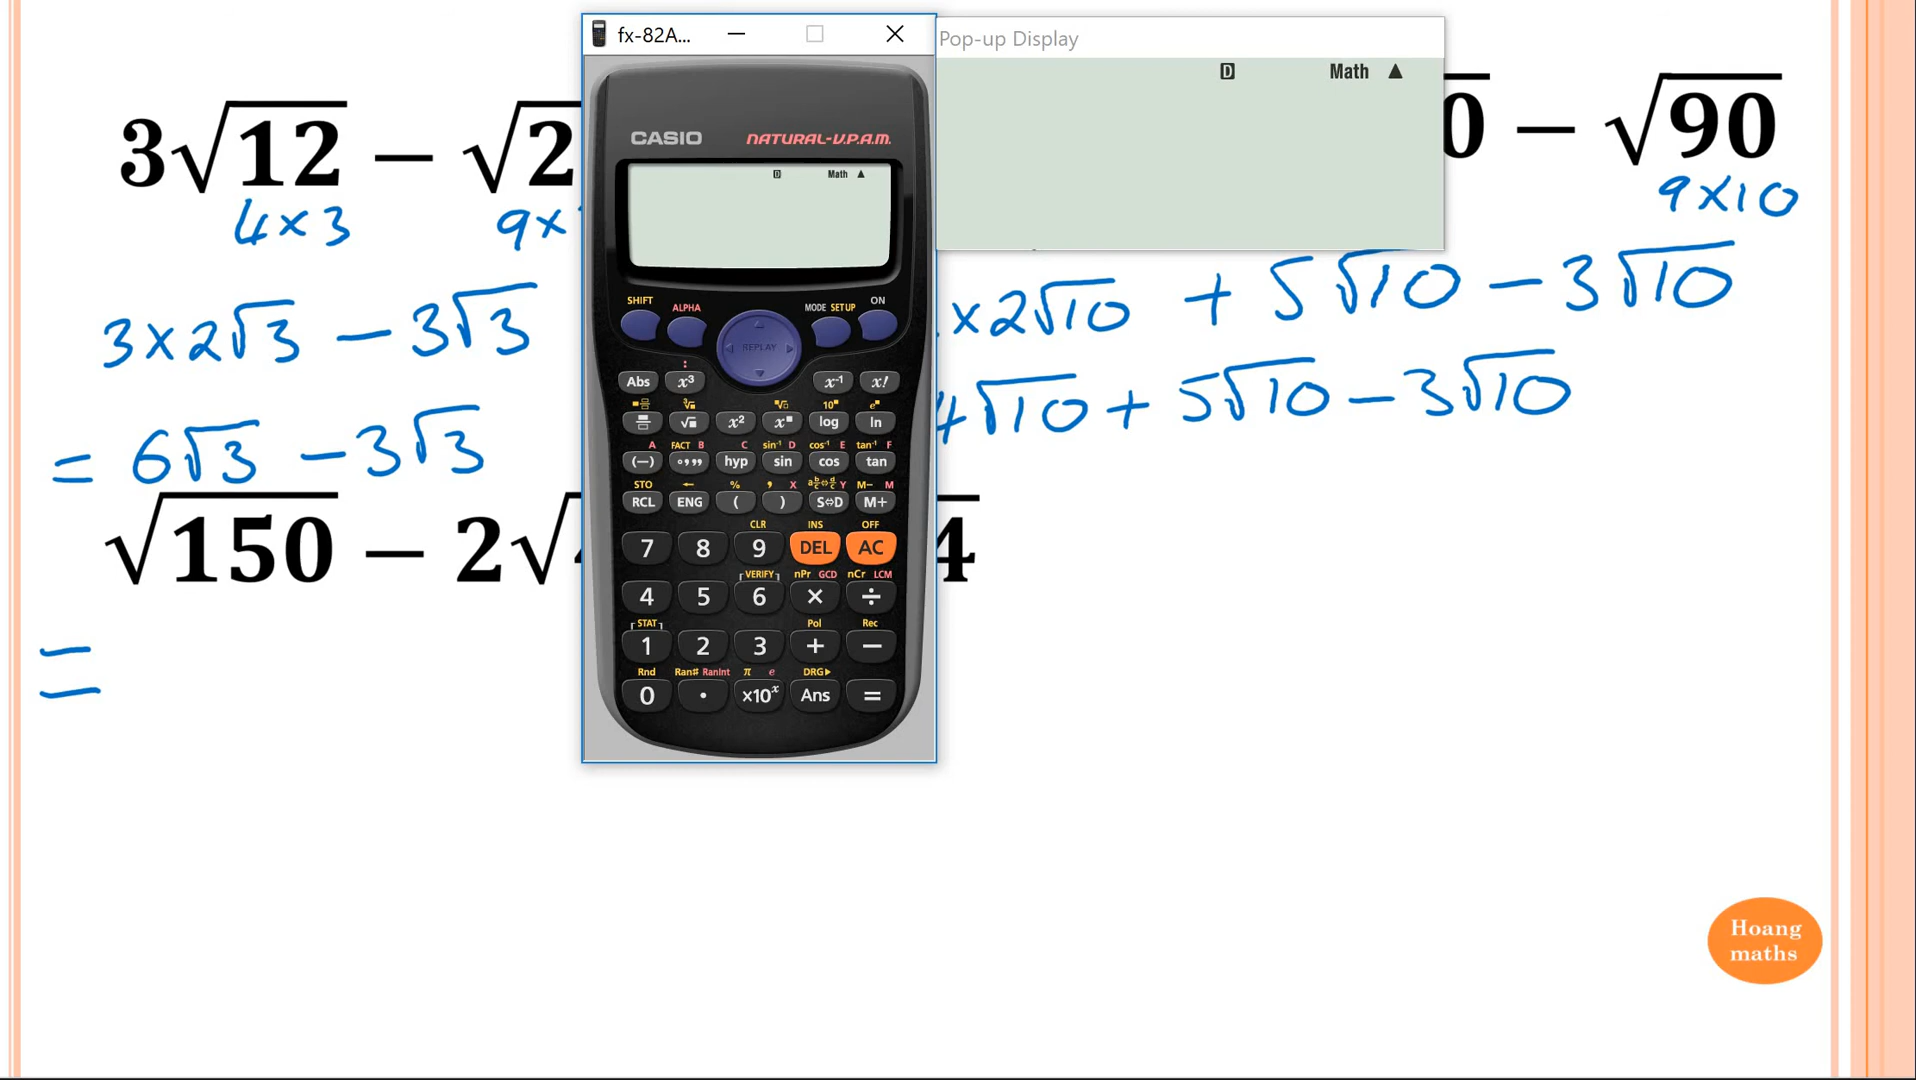 fx-82A...
Pop-up Display
D Math ▲
3√12 − √2
0 − √90
4×3
9×
9×10
CASIO NATURAL-V.P.A.M.
D Math ▲
3×2√3 − 3√3
×2√10 + 5√10 − 3√10
4√10 + 5√10 − 3√10
= 6√3 − 3√3
√150 − 2√
4
=
SHIFT ALPHA MODE SETUP ON
REPLAY
Abs x³ x⁻¹ x!
10■ e■
√■ x² x■ log ln
A FACT B C sin⁻¹ D cos⁻¹ E tan⁻¹ F
(−) °,,, hyp sin cos tan
STO ← % , X a b/c⇔d/c Y M− M
RCL ENG ( ) S⇔D M+
CLR INS OFF
7 8 9 DEL AC
VERIFY nPr GCD nCr LCM
4 5 6 × ÷
STAT Pol Rec
1 2 3 + −
Rnd Ran# RanInt π e DRG▶
0 . ×10ˣ Ans =
Hoang
maths